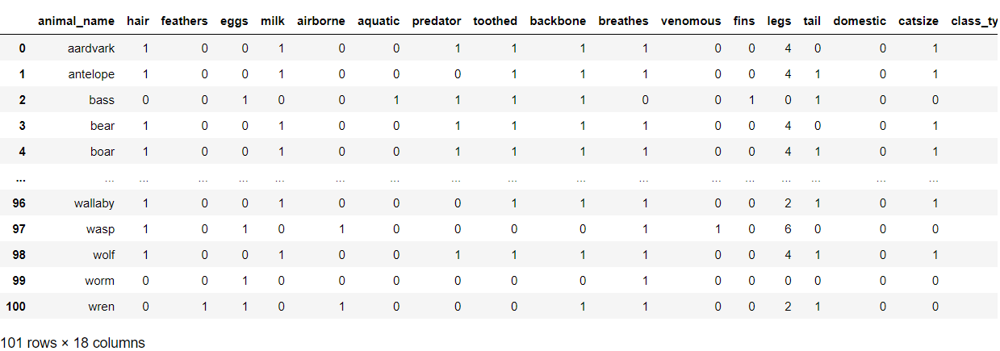 animal_name hair feathers eggs milk airborne aquatic predator toothed backbone breathes venomous fins legs tail domestic catsize class_ty
0 aardvark 1 0 0 1 0 0 1 1 1 1 0 0 4 0 0 1
1 antelope 1 0 0 1 0 0 0 1 1 1 0 0 4 1 0 1
2 bass 0 0 1 0 0 1 1 1 1 0 0 1 0 1 0 0
3 bear 1 0 0 1 0 0 1 1 1 1 0 0 4 0 0 1
4 boar 1 0 0 1 0 0 1 1 1 1 0 0 4 1 0 1
... ... ... ... ... ... ... ... ... ... ... ... ... ... ... ... ... ...
96 wallaby 1 0 0 1 0 0 0 1 1 1 0 0 2 1 0 1
97 wasp 1 0 1 0 1 0 0 0 0 1 1 0 6 0 0 0
98 wolf 1 0 0 1 0 0 1 1 1 1 0 0 4 1 0 1
99 worm 0 0 1 0 0 0 0 0 0 1 0 0 0 0 0 0
100 wren 0 1 1 0 1 0 0 0 1 1 0 0 2 1 0 0
101 rows × 18 columns